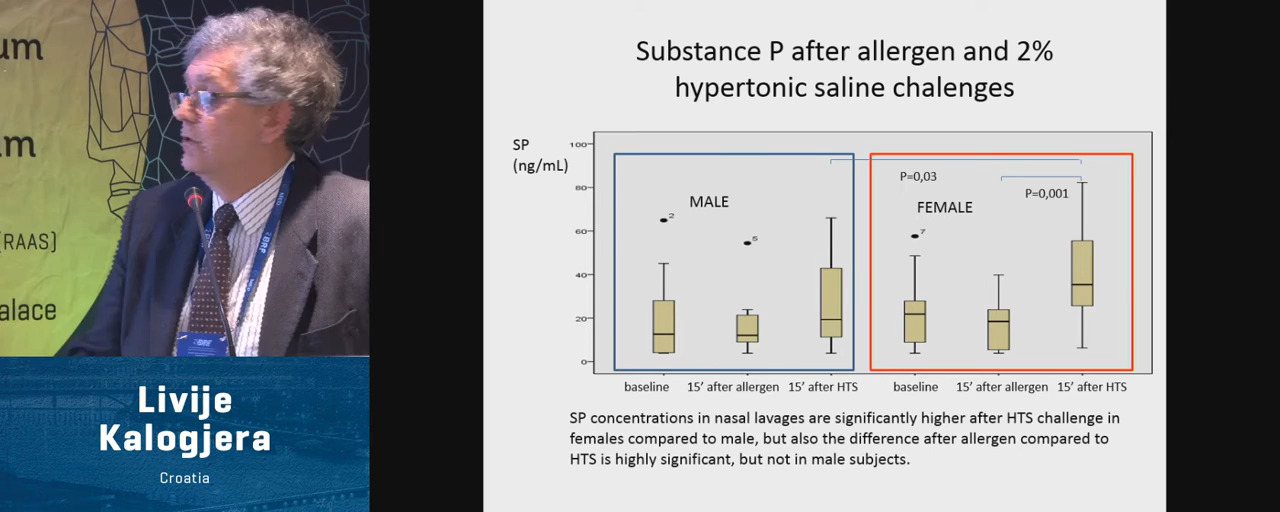 um
um
(RAAS)
alace
Livije
Kalogjera
Croatia
Substance P after allergen and 2%
hypertonic saline chalenges
SP
(ng/mL)
100
80
60
40
20
0
MALE
2
5
FEMALE
7
P=0,03
P=0,001
baseline
15’ after allergen
15’ after HTS
baseline
15’ after allergen
15’ after HTS
SP concentrations in nasal lavages are significantly higher after HTS challenge in
females compared to male, but also the difference after allergen compared to
HTS is highly significant, but not in male subjects.